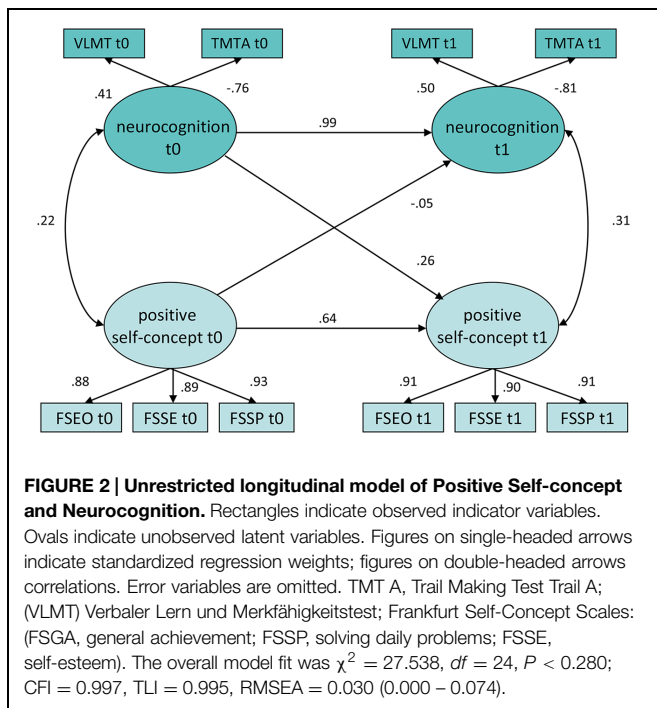 VLMT t0 TMTA t0 VLMT t1 TMTA t1
.41 -.76 .50 -.81
neurocognition
t0
.99
neurocognition
t1
-.05
.22 .31
.26
positive
self-concept t0
.64
positive
self-concept t1
.88 .89 .93 .91 .90 .91
FSEO t0 FSSE t0 FSSP t0 FSEO t1 FSSE t1 FSSP t1
FIGURE 2 | Unrestricted longitudinal model of Positive Self-concept
and Neurocognition. Rectangles indicate observed indicator variables.
Ovals indicate unobserved latent variables. Figures on single-headed arrows
indicate standardized regression weights; figures on double-headed arrows
correlations. Error variables are omitted. TMT A, Trail Making Test Trail A;
(VLMT) Verbaler Lern und Merkfähigkeitstest; Frankfurt Self-Concept Scales:
(FSGA, general achievement; FSSP, solving daily problems; FSSE,
self-esteem). The overall model fit was χ² = 27.538, df = 24, P < 0.280;
CFI = 0.997, TLI = 0.995, RMSEA = 0.030 (0.000 – 0.074).